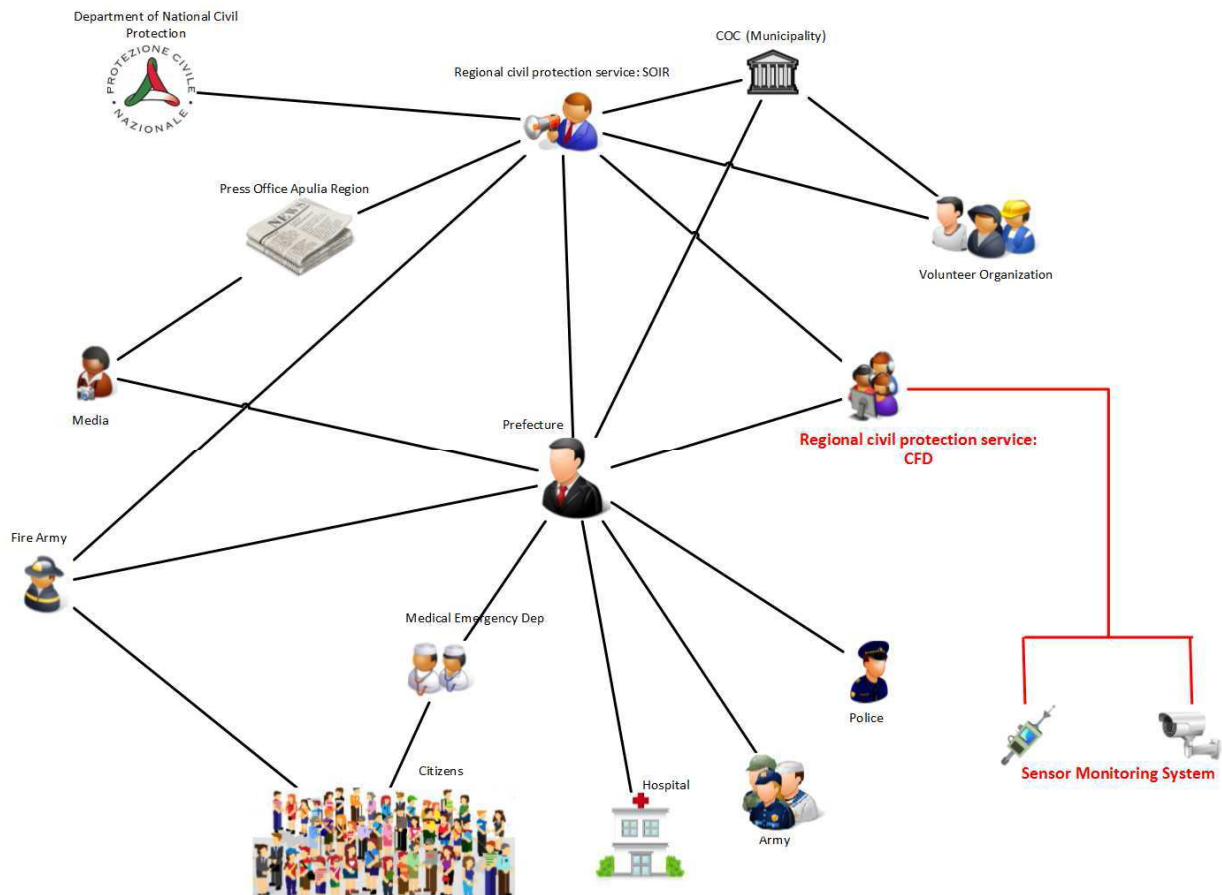 Department of National Civil
Protection
PROTEZIONE CIVILE
NAZIONALE
COC (Municipality)
Regional civil protection service: SOIR
Press Office Apulia Region
NEWS
Volunteer Organization
Media
Prefecture
Regional civil protection service:
CFD
Fire Army
Medical Emergency Dep
Police
Sensor Monitoring System
Citizens
Hospital
Army